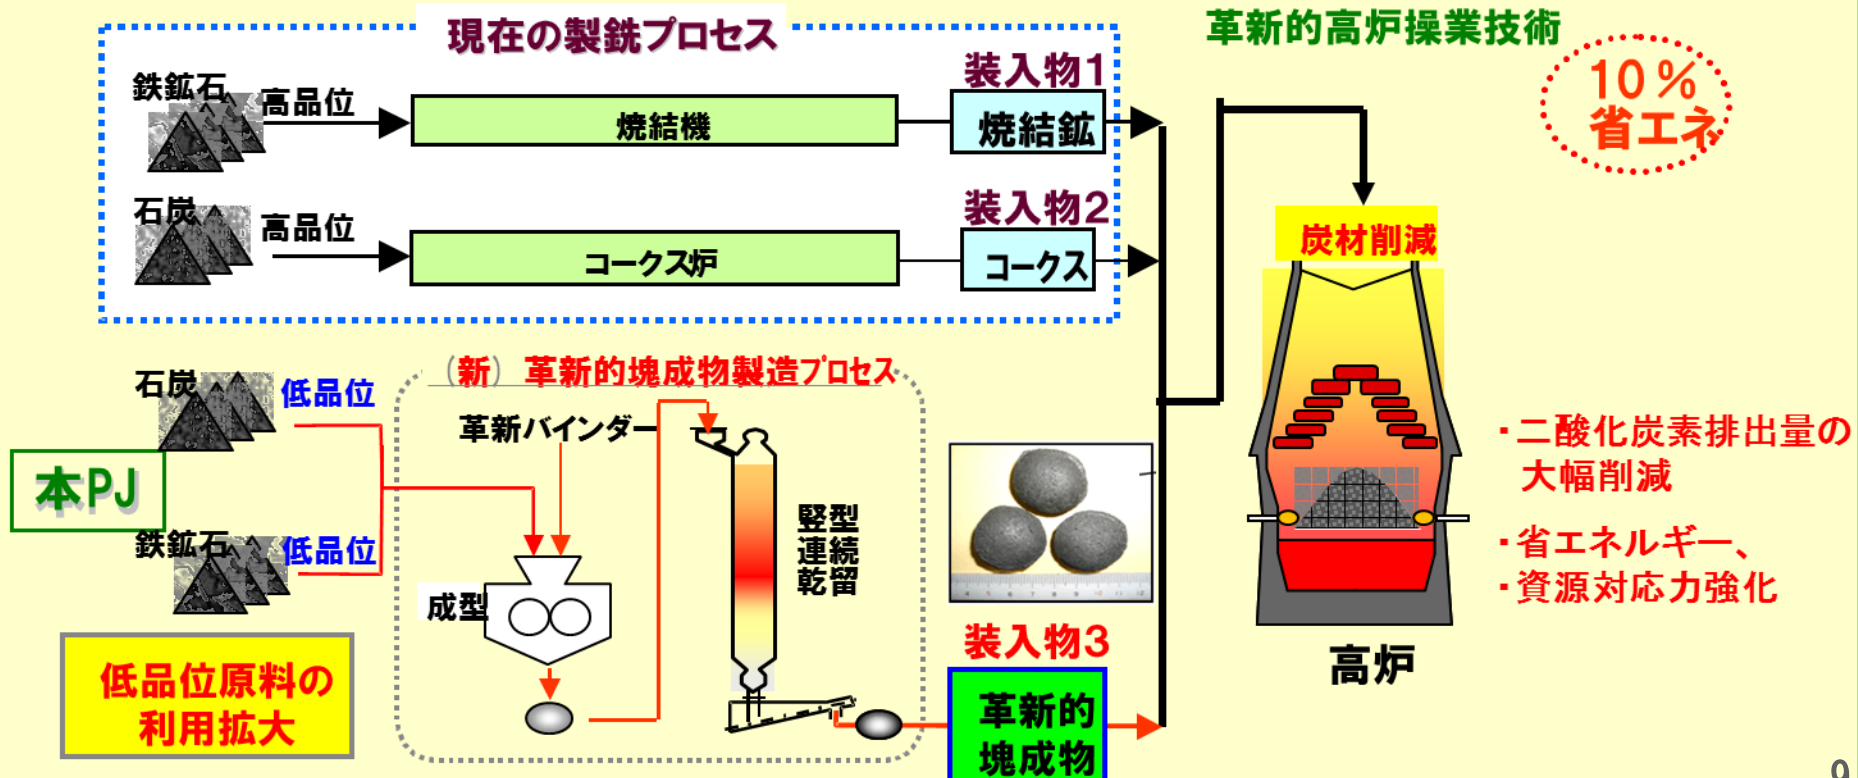 現在の製銑プロセス
革新的高炉操業技術
10%
省エネ
鉄鉱石
高品位
焼結機
装入物1
焼結鉱
石炭
高品位
コークス炉
装入物2
コークス
炭材削減
(新) 革新的塊成物製造プロセス
石炭
低品位
革新バインダー
本PJ
鉄鉱石
低品位
成型
竪型
連続
乾留
低品位原料の
利用拡大
装入物3
革新的
塊成物
高炉
・二酸化炭素排出量の
大幅削減
・省エネルギー、
・資源対応力強化